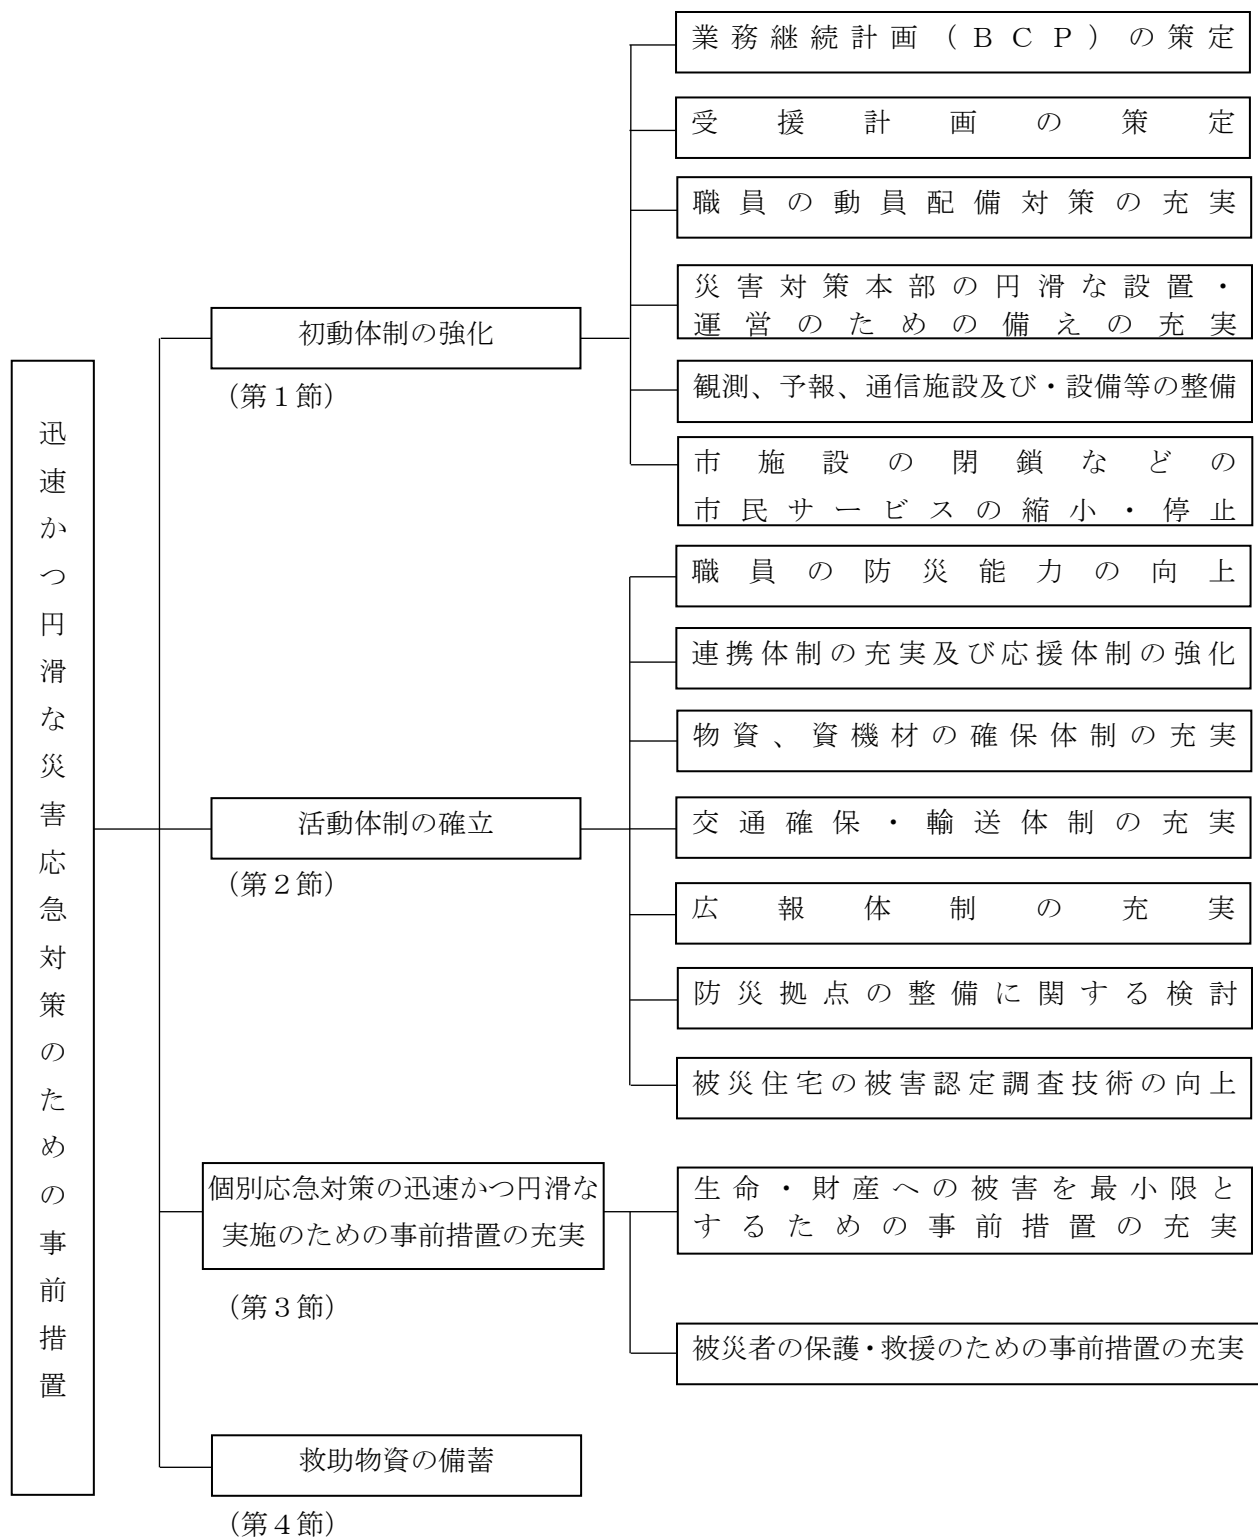 迅速かつ円滑な災害応急対策のための事前措置
初動体制の強化
（第１節）
業務継続計画（ＢＣＰ）の策定
受援計画の策定
職員の動員配備対策の充実
災害対策本部の円滑な設置・
運営のための備えの充実
観測、予報、通信施設及び・設備等の整備
市施設の閉鎖などの
市民サービスの縮小・停止
活動体制の確立
（第２節）
職員の防災能力の向上
連携体制の充実及び応援体制の強化
物資、資機材の確保体制の充実
交通確保・輸送体制の充実
広報体制の充実
防災拠点の整備に関する検討
被災住宅の被害認定調査技術の向上
個別応急対策の迅速かつ円滑な
実施のための事前措置の充実
（第３節）
生命・財産への被害を最小限と
するための事前措置の充実
被災者の保護・救援のための事前措置の充実
救助物資の備蓄
（第４節）